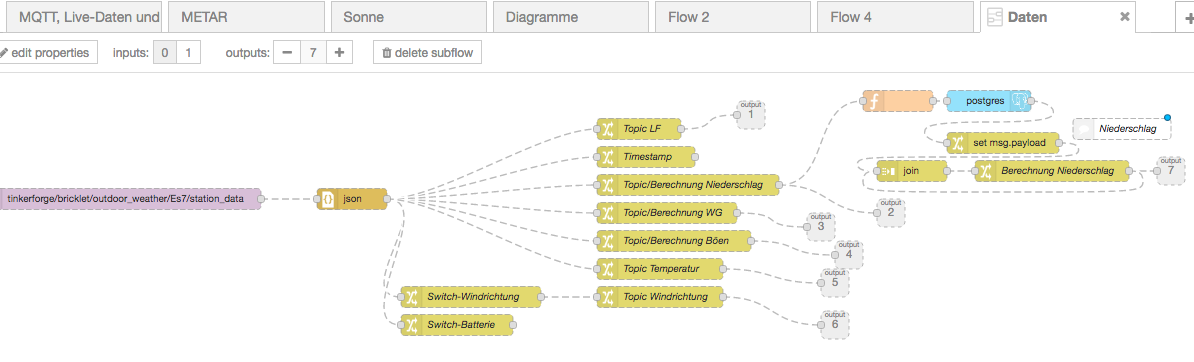 MQTT, Live-Daten und
METAR
Sonne
Diagramme
Flow 2
Flow 4
Daten
edit properties
inputs: 0 1
outputs: 7
delete subflow
output
1
postgres
Topic LF
Niederschlag
set msg.payload
Timestamp
join
Berechnung Niederschlag
output
7
Topic/Berechnung Niederschlag
tinkerforge/bricklet/outdoor_weather/Es7/station_data
json
output
2
Topic/Berechnung WG
output
3
Topic/Berechnung Böen
output
4
Topic Temperatur
output
5
Switch-Windrichtung
Topic Windrichtung
output
6
Switch-Batterie